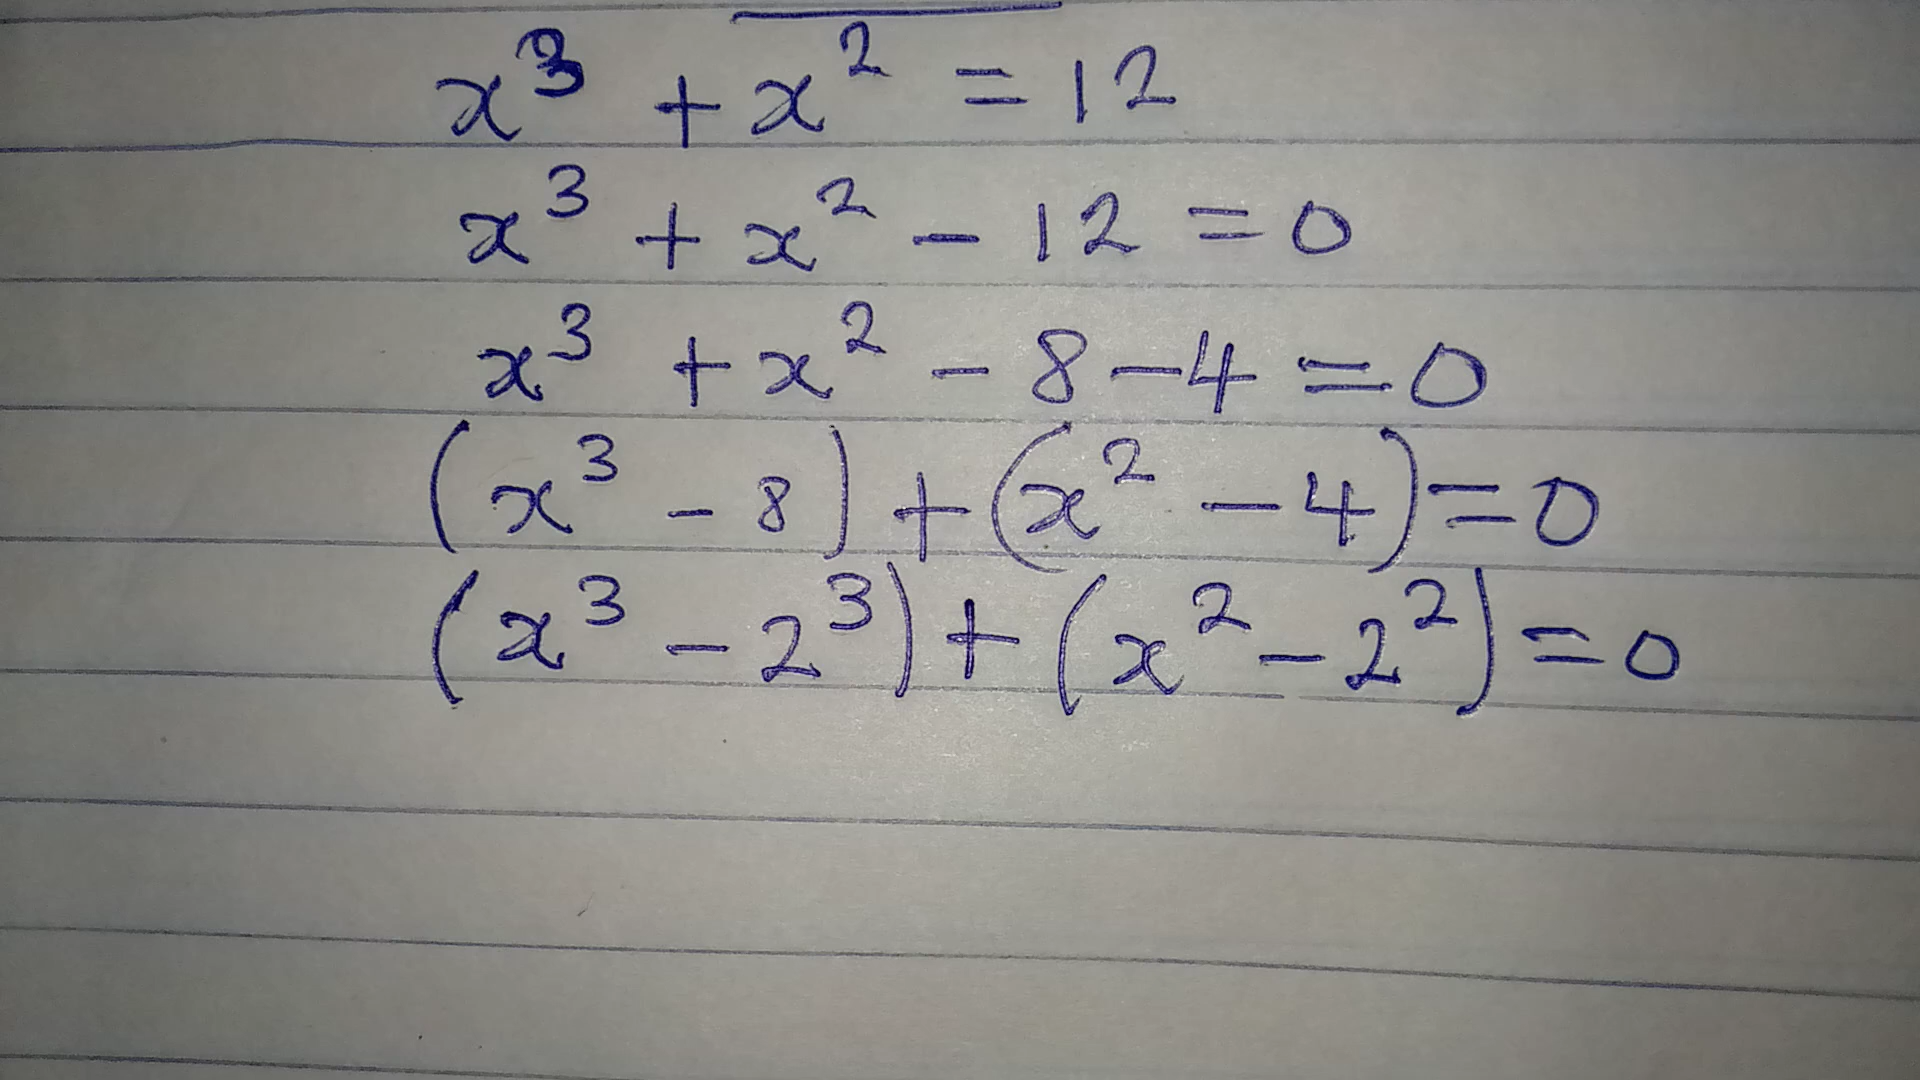 x³ + x² = 12
x³ + x² - 12 = 0
x³ + x² - 8 - 4 = 0
(x³ - 8) + (x² - 4) = 0
(x³ - 2³) + (x² - 2²) = 0